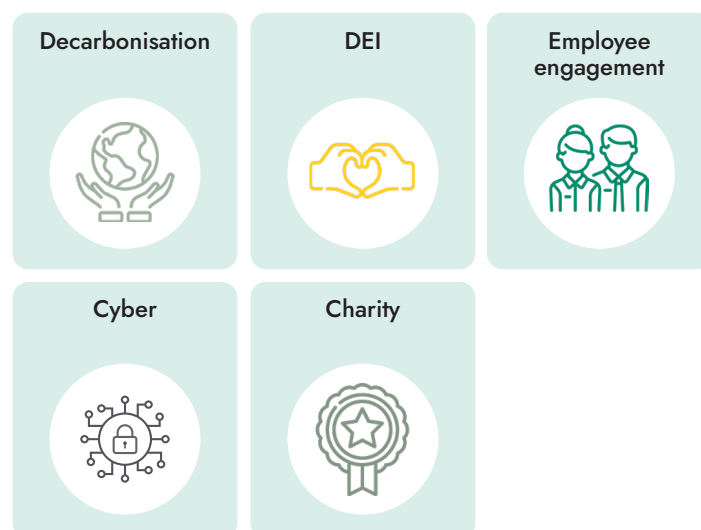 Decarbonisation
DEI
Employee
engagement
Cyber
Charity